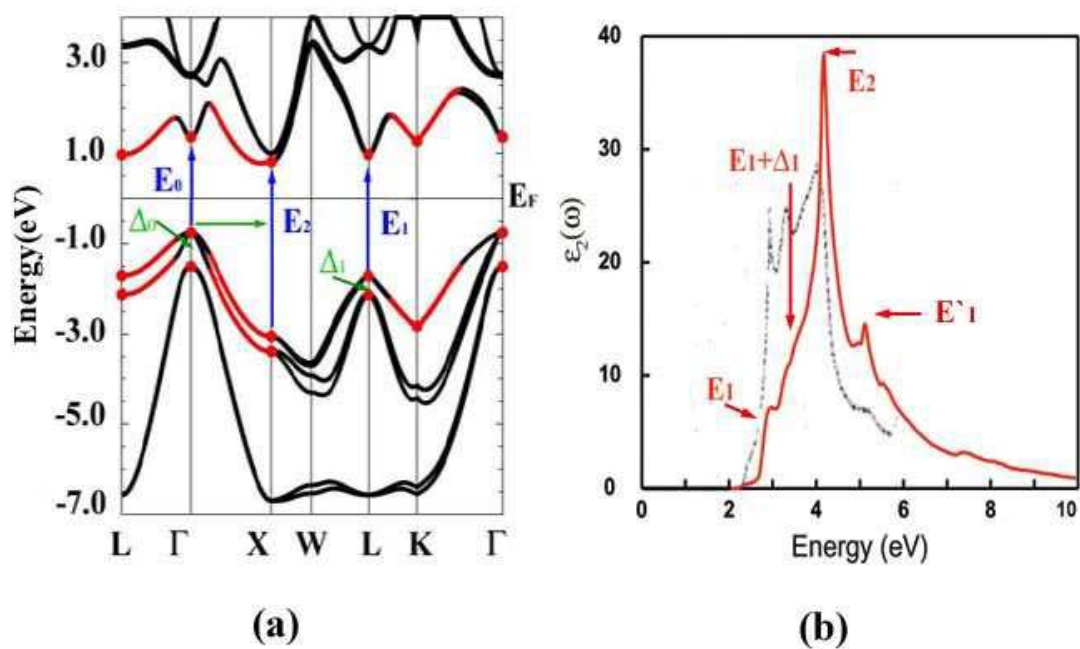 3.0
1.0
-1.0
-3.0
-5.0
-7.0
Energy(eV)
E₀
Δ₀
E₂
E₁
Δ₁
E_F
L Γ X W L K Γ
(a)
40
30
20
10
0
ε₂(ω)
E₂
E₁+Δ₁
E₁
E`₁
0 2 4 6 8 10
Energy (eV)
(b)